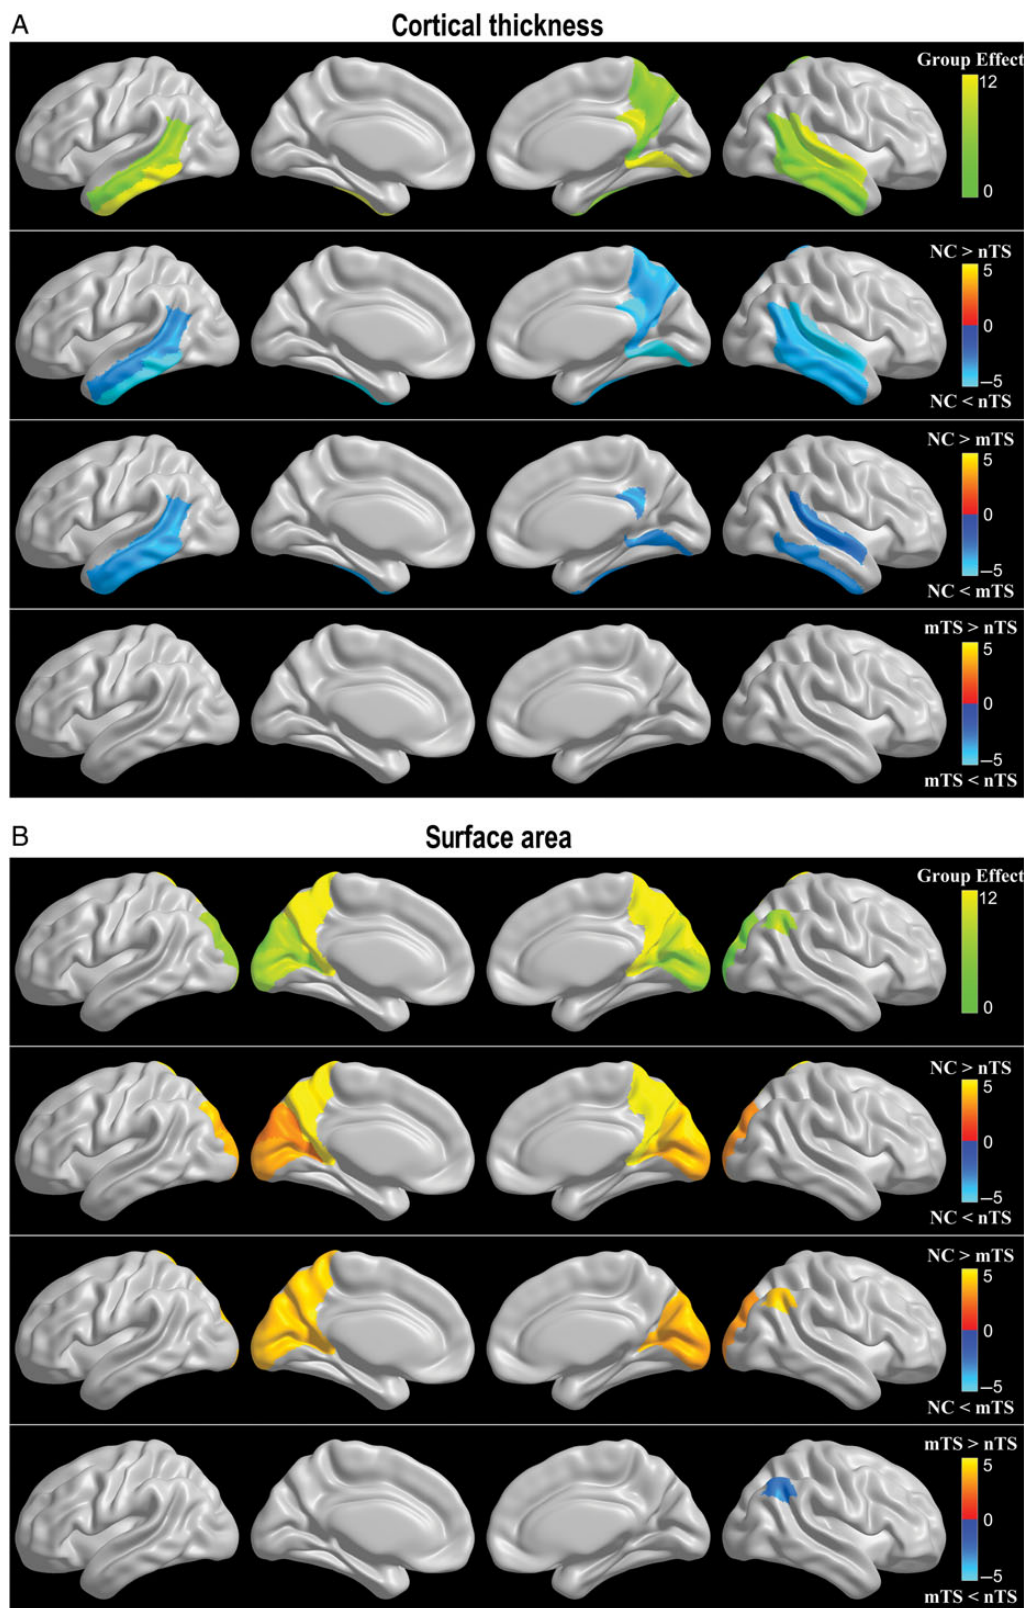 A
Cortical thickness
Group Effect
12
0
NC > nTS
5
0
–5
NC < nTS
NC > mTS
5
0
–5
NC < mTS
mTS > nTS
5
0
–5
mTS < nTS
B
Surface area
Group Effect
12
0
NC > nTS
5
0
–5
NC < nTS
NC > mTS
5
0
–5
NC < mTS
mTS > nTS
5
0
–5
mTS < nTS